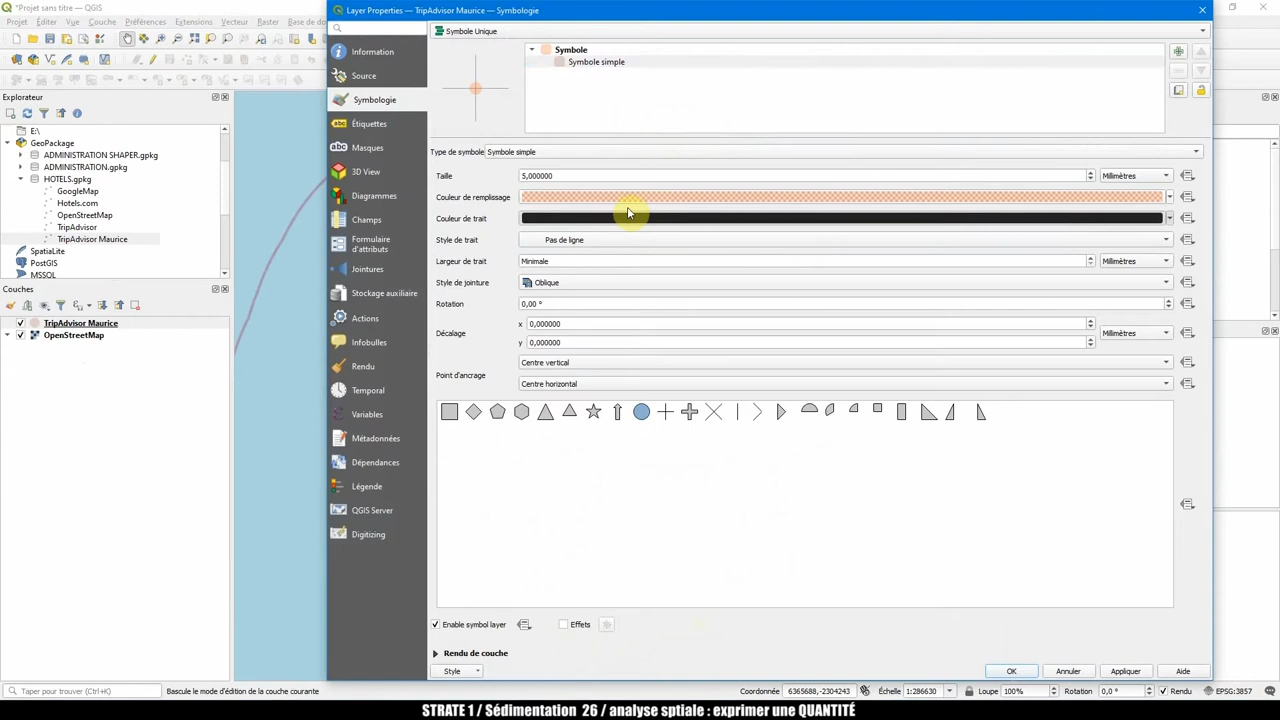 *Projet sans titre — QGIS
Projet Éditer Vue Couche Préférences Extensions Vecteur Raster Base de do
Layer Properties — TripAdvisor Maurice — Symbologie
Explorateur
E:\
GeoPackage
ADMINISTRATION SHAPER.gpkg
ADMINISTRATION.gpkg
HOTELS.gpkg
GoogleMap
Hotels.com
OpenStreetMap
TripAdvisor
TripAdvisor Maurice
SpatiaLite
PostGIS
MSSQL
Couches
TripAdvisor Maurice
OpenStreetMap
Information
Source
Symbologie
abc Étiquettes
abc Masques
3D View
Diagrammes
Champs
Formulaire
d'attributs
Jointures
Stockage auxiliaire
Actions
Infobulles
Rendu
Temporal
Variables
Métadonnées
Dépendances
Légende
QGIS Server
Digitizing
Symbole Unique
Symbole
Symbole simple
Type de symbole Symbole simple
Taille 5,000000 Millimètres
Couleur de remplissage
Couleur de trait
Style de trait Pas de ligne
Largeur de trait Minimale Millimètres
Style de jointure Oblique
Rotation 0,00 °
Décalage x 0,000000 Millimètres
y 0,000000
Point d'ancrage Centre vertical
Centre horizontal
Enable symbol layer Effets
Rendu de couche
Style OK Annuler Appliquer Aide
Taper pour trouver (Ctrl+K) Bascule le mode d'édition de la couche courante Coordonnée 6365688,-2304243 Échelle 1:286630 Loupe 100% Rotation 0,0 ° Rendu EPSG:3857
STRATE 1 / Sédimentation 26 / analyse sptiale : exprimer une QUANTITÉ